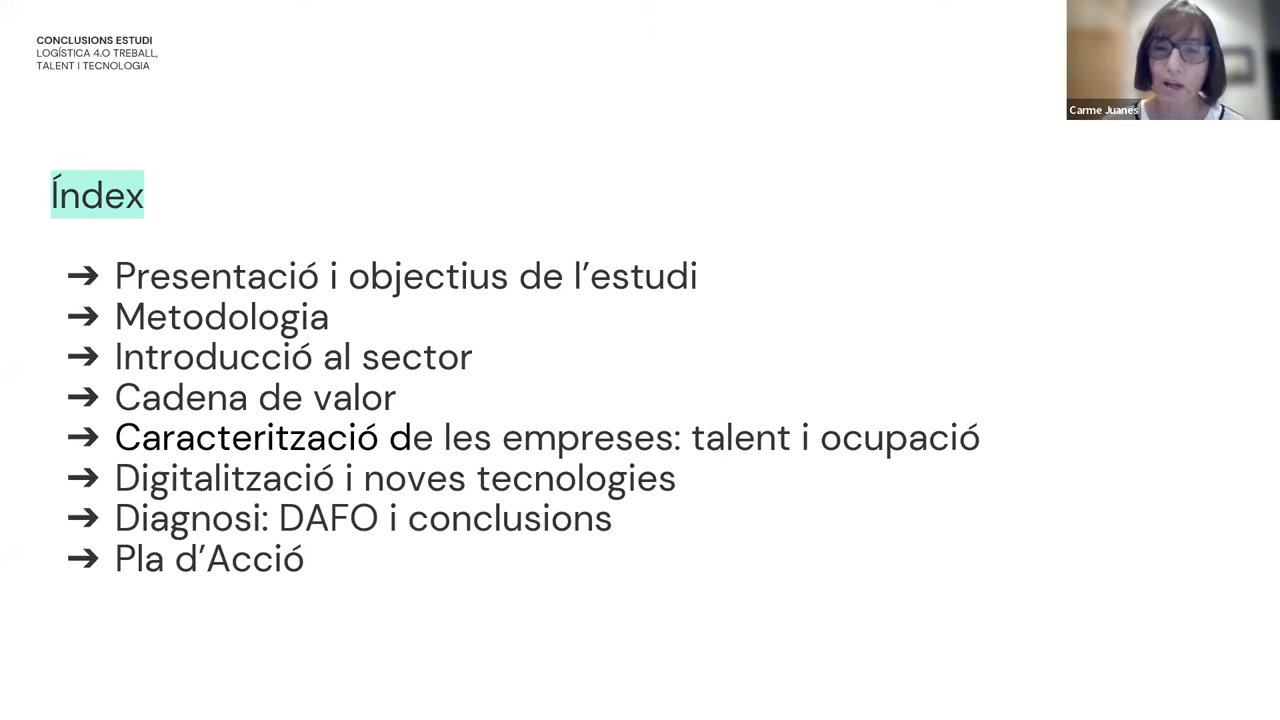 CONCLUSIONS ESTUDI
LOGÍSTICA 4.0 TREBALL,
TALENT I TECNOLOGIA
Carme Juanes
Índex
➔ Presentació i objectius de l’estudi
➔ Metodologia
➔ Introducció al sector
➔ Cadena de valor
➔ Caracterització de les empreses: talent i ocupació
➔ Digitalització i noves tecnologies
➔ Diagnosi: DAFO i conclusions
➔ Pla d’Acció